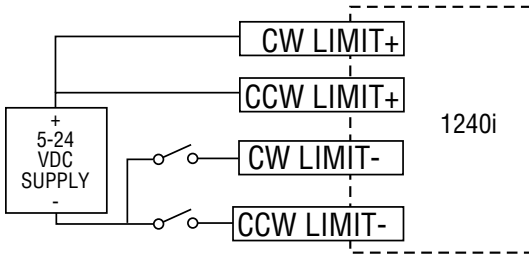 CW LIMIT+
CCW LIMIT+
+
5-24
VDC
SUPPLY
-
1240i
CW LIMIT-
CCW LIMIT-